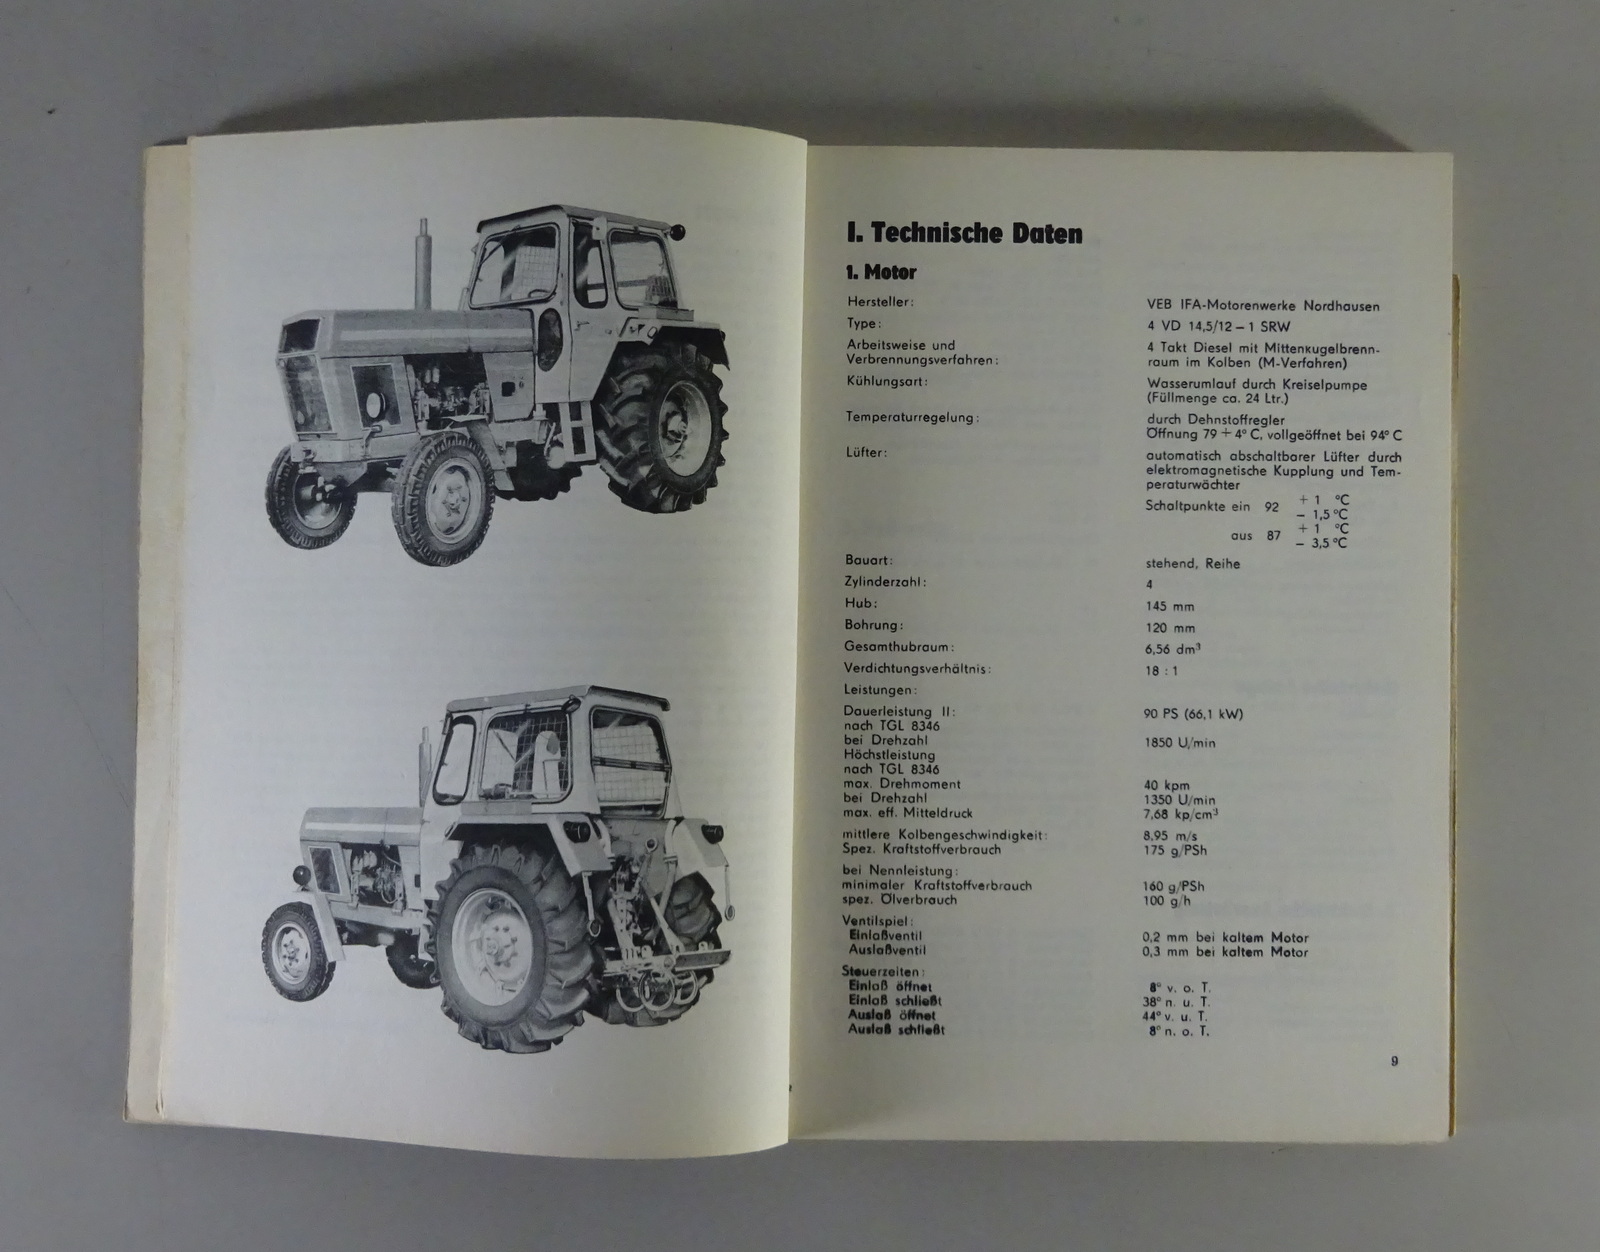 I. Technische Daten
1. Motor
Hersteller: VEB IFA-Motorenwerke Nordhausen
Type: 4 VD 14,5/12 – 1 SRW
Arbeitsweise und
Verbrennungsverfahren: 4 Takt Diesel mit Mittenkugelbrenn-
raum im Kolben (M-Verfahren)
Kühlungsart: Wasserumlauf durch Kreiselpumpe
(Füllmenge ca. 24 Ltr.)
Temperaturregelung: durch Dehnstoffregler
Öffnung 79 + 4° C, vollgeöffnet bei 94° C
Lüfter: automatisch abschaltbarer Lüfter durch
elektromagnetische Kupplung und Tem-
peraturwächter
Schaltpunkte ein 92 + 1 °C
– 1,5 °C
aus 87 + 1 °C
– 3,5 °C
Bauart: stehend, Reihe
Zylinderzahl: 4
Hub: 145 mm
Bohrung: 120 mm
Gesamthubraum: 6,56 dm³
Verdichtungsverhältnis: 18 : 1
Leistungen:
Dauerleistung II: 90 PS (66,1 kW)
nach TGL 8346
bei Drehzahl 1850 U/min
Höchstleistung
nach TGL 8346
max. Drehmoment 40 kpm
bei Drehzahl 1350 U/min
max. eff. Mitteldruck 7,68 kp/cm³
mittlere Kolbengeschwindigkeit: 8,95 m/s
Spez. Kraftstoffverbrauch 175 g/PSh
bei Nennleistung:
minimaler Kraftstoffverbrauch 160 g/PSh
spez. Ölverbrauch 100 g/h
Ventilspiel:
Einlaßventil 0,2 mm bei kaltem Motor
Auslaßventil 0,3 mm bei kaltem Motor
Steuerzeiten:
Einlaß öffnet 8° v. o. T.
Einlaß schließt 38° n. u. T.
Auslaß öffnet 44° v. u. T.
Auslaß schließt 8° n. o. T.
9